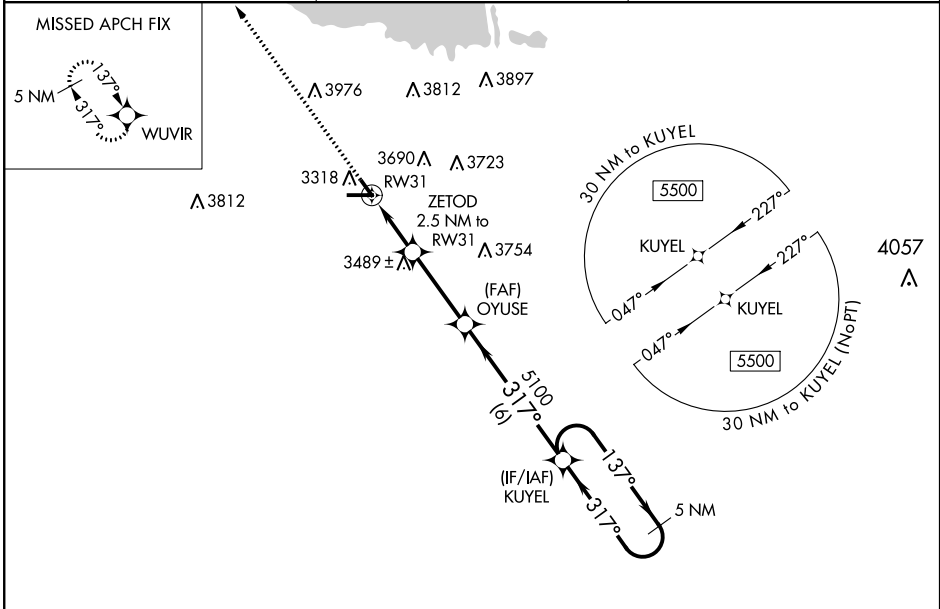 MISSED APCH FIX
137°
5 NM
317°
WUVIR
3976
3812
3897
3690
3723
3318
RW31
3812
ZETOD
2.5 NM to
RW31
3754
3489 ±
(FAF)
OYUSE
5100
317°
(6)
(IF/IAF)
KUYEL
137°
317°
5 NM
30 NM to KUYEL
5500
227°
KUYEL
047°
227°
KUYEL
047°
5500
30 NM to KUYEL (NoPT)
4057